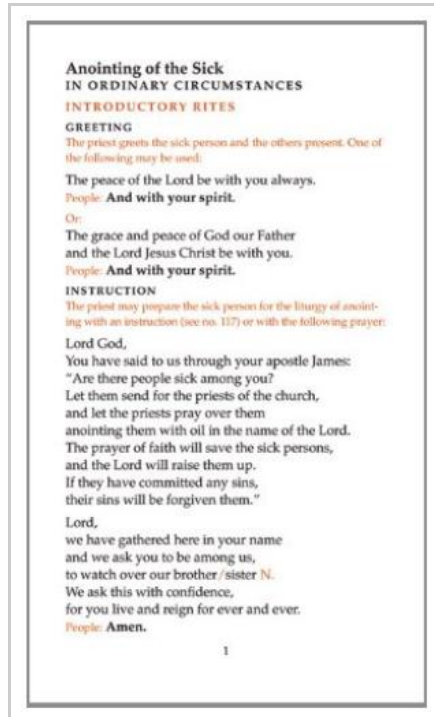 Anointing of the Sick
IN ORDINARY CIRCUMSTANCES
INTRODUCTORY RITES
GREETING
The priest greets the sick person and the others present. One of
the following may be used:
The peace of the Lord be with you always.
People: And with your spirit.
Or:
The grace and peace of God our Father
and the Lord Jesus Christ be with you.
People: And with your spirit.
INSTRUCTION
The priest may prepare the sick person for the liturgy of anoint-
ing with an instruction (see no. 117) or with the following prayer:
Lord God,
You have said to us through your apostle James:
“Are there people sick among you?
Let them send for the priests of the church,
and let the priests pray over them
anointing them with oil in the name of the Lord.
The prayer of faith will save the sick persons,
and the Lord will raise them up.
If they have committed any sins,
their sins will be forgiven them.”
Lord,
we have gathered here in your name
and we ask you to be among us,
to watch over our brother/sister N.
We ask this with confidence,
for you live and reign for ever and ever.
People: Amen.
1